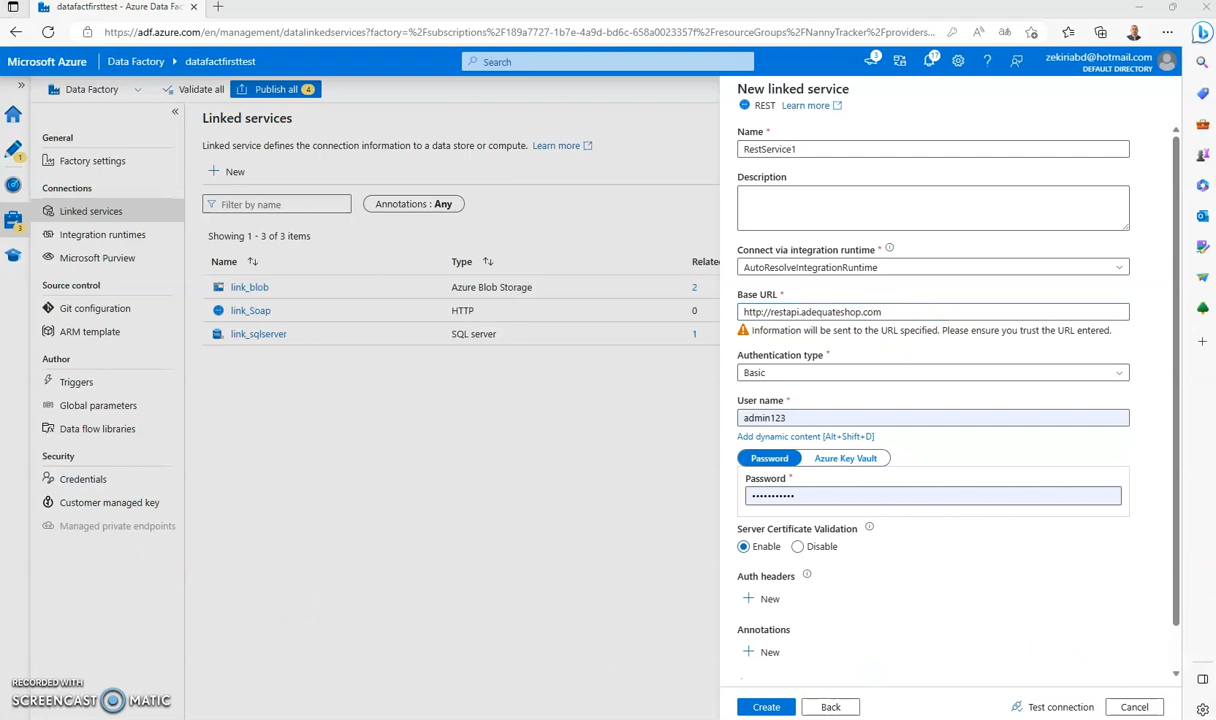 datafactfirsttest - Azure Data Fac
https://adf.azure.com/en/management/datalinkedservices?factory=%2Fsubscriptions%2F189a7727-1b7e-4a9d-bd6c-658a0023357f%2FresourceGroups%2FNannyTracker%2Fproviders...
Microsoft Azure
Data Factory
datafactfirsttest
Search
3
17
zekiriabd@hotmail.com
DEFAULT DIRECTORY
Data Factory
Validate all
Publish all 4
1
3
General
Factory settings
Connections
Linked services
Integration runtimes
Microsoft Purview
Source control
Git configuration
ARM template
Author
Triggers
Global parameters
Data flow libraries
Security
Credentials
Customer managed key
Managed private endpoints
Linked services
Linked service defines the connection information to a data store or compute. Learn more
New
Filter by name
Annotations : Any
Showing 1 - 3 of 3 items
Name Type Relate
link_blob Azure Blob Storage 2
link_Soap HTTP 0
link_sqlserver SQL server 1
New linked service
REST Learn more
Name *
RestService1
Description
Connect via integration runtime *
AutoResolveIntegrationRuntime
Base URL *
http://restapi.adequateshop.com
Information will be sent to the URL specified. Please ensure you trust the URL entered.
Authentication type *
Basic
User name *
admin123
Add dynamic content [Alt+Shift+D]
Password Azure Key Vault
Password *
•••••••••••
Server Certificate Validation
Enable Disable
Auth headers
New
Annotations
New
Create Back Test connection Cancel
RECORDED WITH
SCREENCAST MATIC